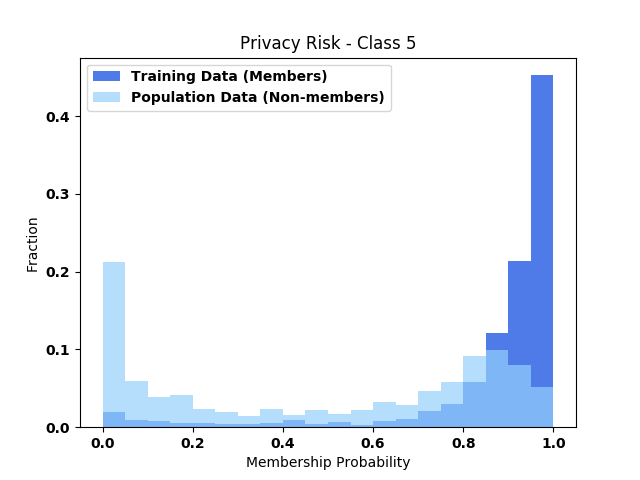 Privacy Risk - Class 5
Training Data (Members)
Population Data (Non-members)
Fraction
0.4
0.3
0.2
0.1
0.0
0.0 0.2 0.4 0.6 0.8 1.0
Membership Probability